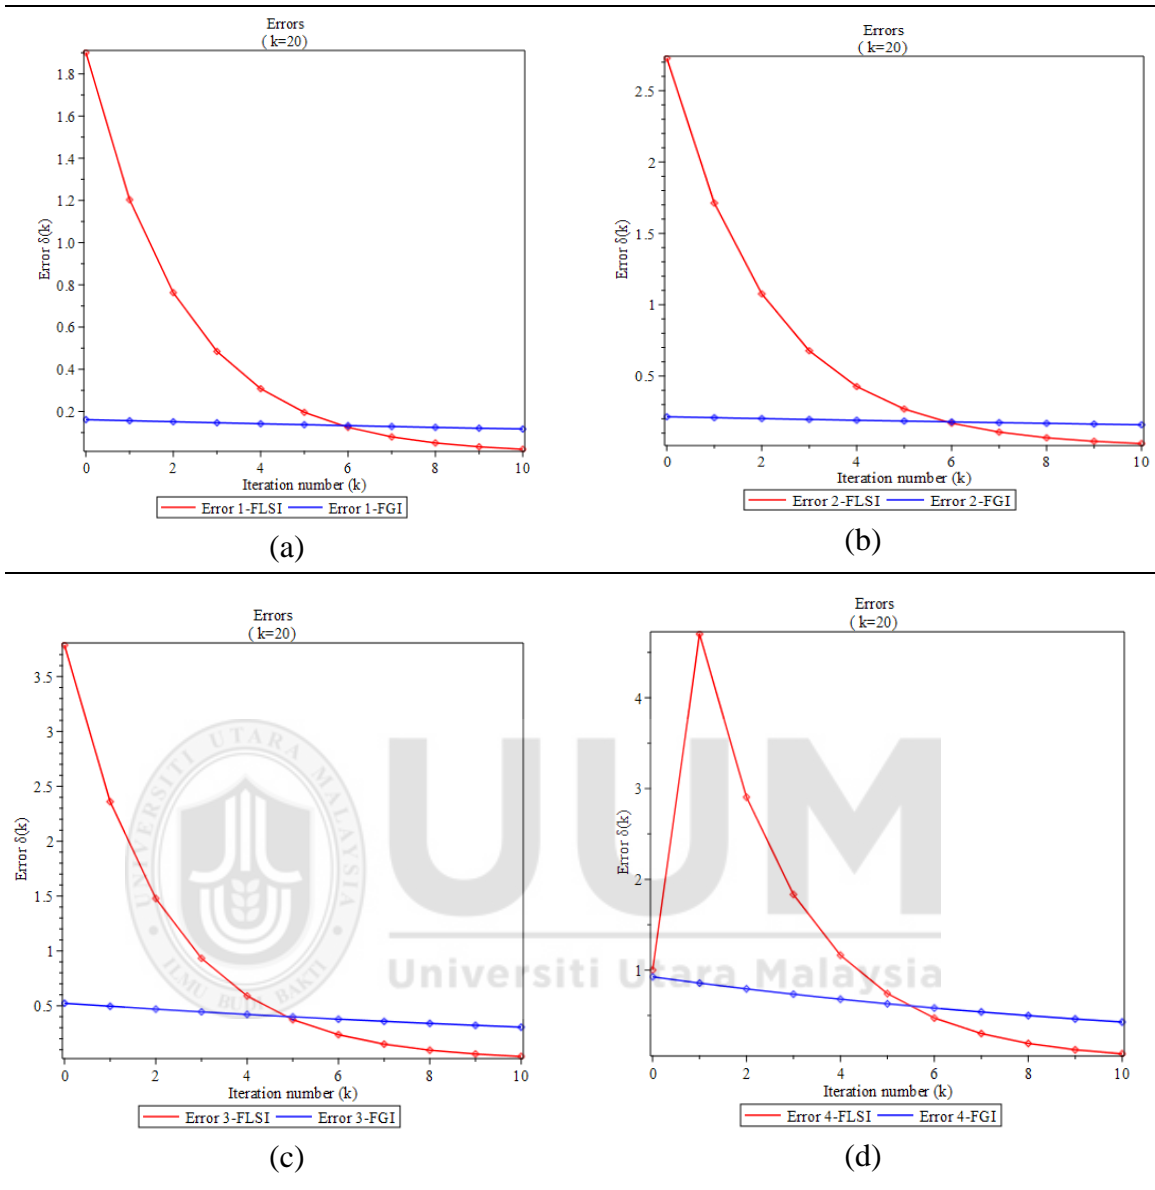 Errors
( k=20)
1.8
1.6
1.4
1.2
1.0
0.8
0.6
0.4
0.2
Error δ(k)
0 2 4 6 8 10
Iteration number (k)
Error 1-FLSI Error 1-FGI
(a)
Errors
( k=20)
2.5
2
1.5
1
0.5
Error δ(k)
0 2 4 6 8 10
Iteration number (k)
Error 2-FLSI Error 2-FGI
(b)
Errors
( k=20)
3.5
3
2.5
2
1.5
1
0.5
Error δ(k)
0 2 4 6 8 10
Iteration number (k)
Error 3-FLSI Error 3-FGI
(c)
Errors
( k=20)
4
3
2
1
Error δ(k)
0 2 4 6 8 10
Iteration number (k)
Error 4-FLSI Error 4-FGI
(d)
UNIVERSITI UTARA MALAYSIA
ILMU BUDI BAKTI
UUM
Universiti Utara Malaysia